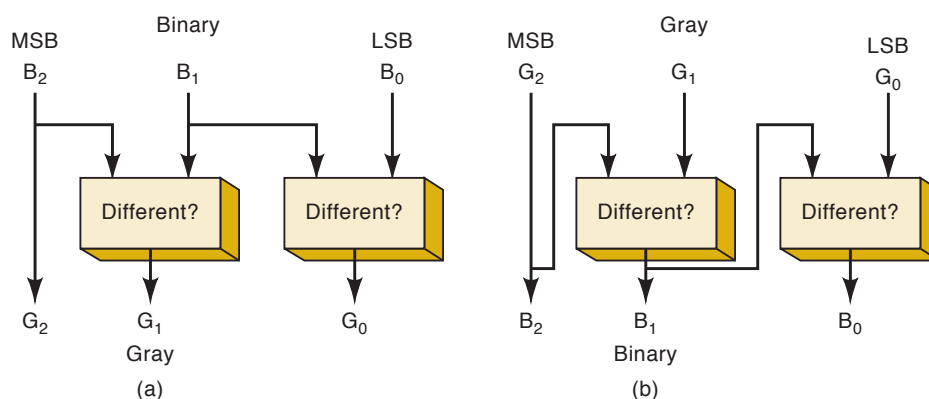 Binary
MSB LSB
B₂ B₁ B₀
Different? Different?
G₂ G₁ G₀
Gray
(a)
Gray
MSB LSB
G₂ G₁ G₀
Different? Different?
B₂ B₁ B₀
Binary
(b)